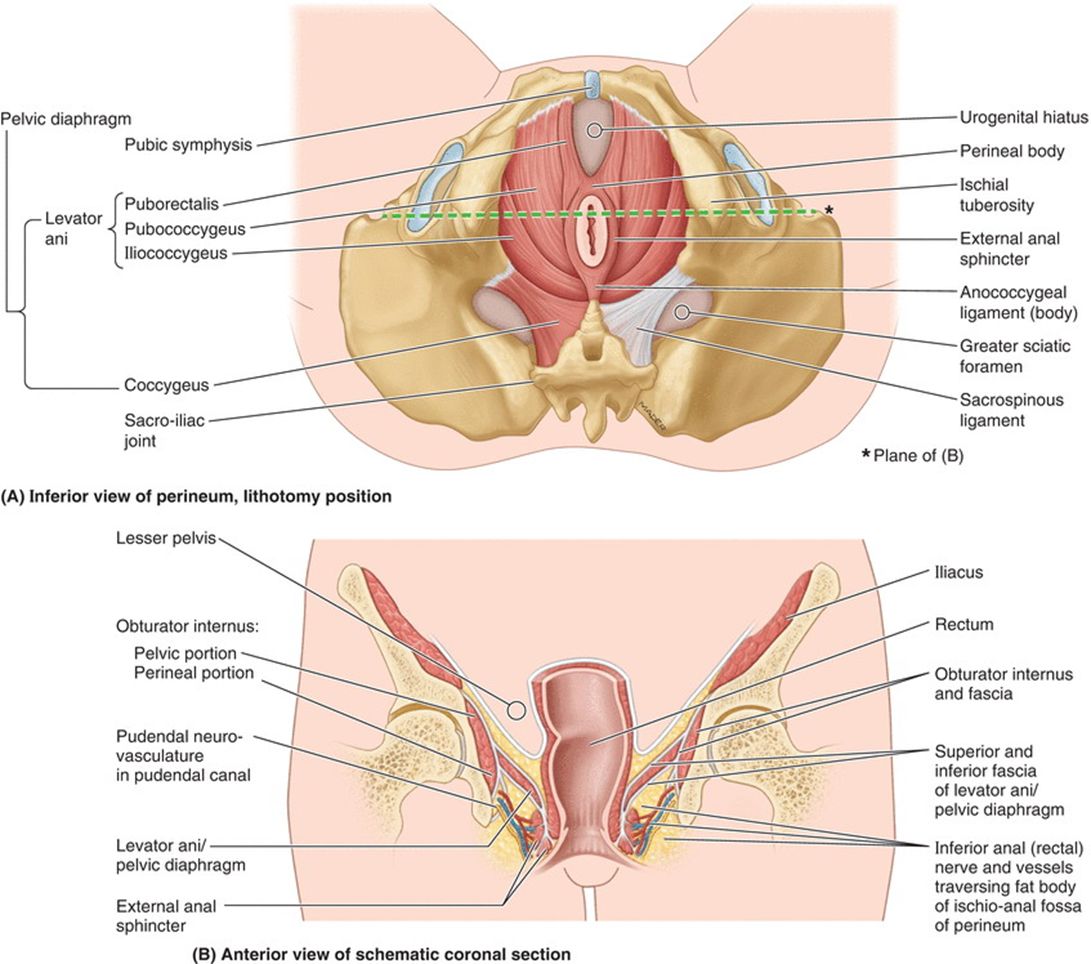 Pelvic diaphragm
Pubic symphysis
Levator
ani
Puborectalis
Pubococcygeus
Iliococcygeus
Coccygeus
Sacro-iliac
joint
Urogenital hiatus
Perineal body
Ischial
tuberosity
*
External anal
sphincter
Anococcygeal
ligament (body)
Greater sciatic
foramen
Sacrospinous
ligament
MADER
* Plane of (B)
(A) Inferior view of perineum, lithotomy position
Lesser pelvis
Obturator internus:
Pelvic portion
Perineal portion
Pudendal neuro-
vasculature
in pudendal canal
Levator ani/
pelvic diaphragm
External anal
sphincter
Iliacus
Rectum
Obturator internus
and fascia
Superior and
inferior fascia
of levator ani/
pelvic diaphragm
Inferior anal (rectal)
nerve and vessels
traversing fat body
of ischio-anal fossa
of perineum
(B) Anterior view of schematic coronal section